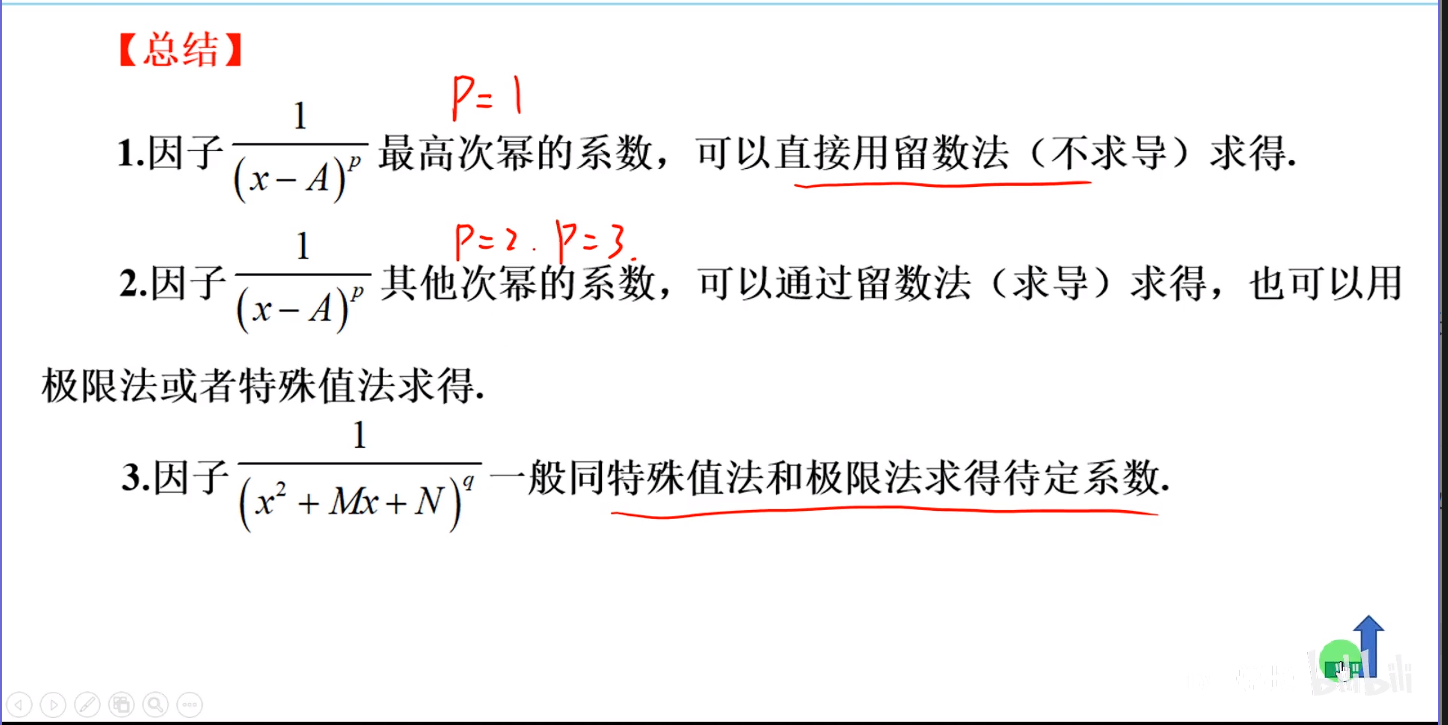 【总结】
P=1
1.因子 1/(x−A)^p 最高次幂的系数，可以直接用留数法（不求导）求得.
P=2. P=3.
2.因子 1/(x−A)^p 其他次幂的系数，可以通过留数法（求导）求得，也可以用
极限法或者特殊值法求得.
3.因子 1/(x²+Mx+N)^q 一般同特殊值法和极限法求得待定系数.
bilibili